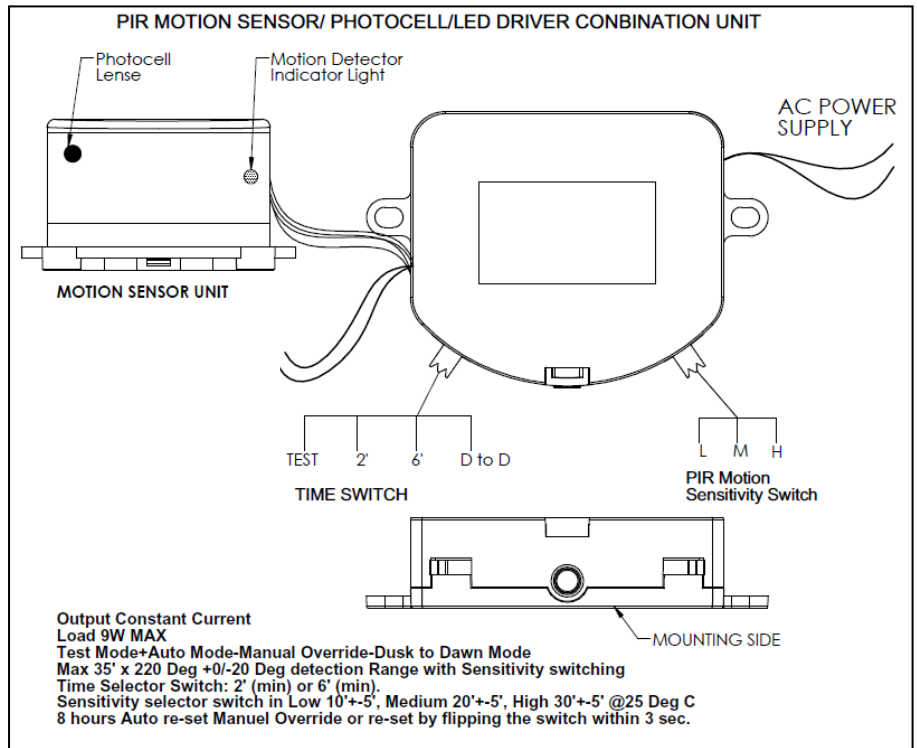 PIR MOTION SENSOR/ PHOTOCELL/LED DRIVER CONBINATION UNIT
Photocell
Lense
Motion Detector
Indicator Light
AC POWER
SUPPLY
MOTION SENSOR UNIT
TEST 2' 6' D to D
TIME SWITCH
L M H
PIR Motion
Sensitivity Switch
MOUNTING SIDE
Output Constant Current
Load 9W MAX
Test Mode+Auto Mode-Manual Override-Dusk to Dawn Mode
Max 35' x 220 Deg +0/-20 Deg detection Range with Sensitivity switching
Time Selector Switch: 2' (min) or 6' (min).
Sensitivity selector switch in Low 10'+-5', Medium 20'+-5', High 30'+-5' @25 Deg C
8 hours Auto re-set Manuel Override or re-set by flipping the switch within 3 sec.